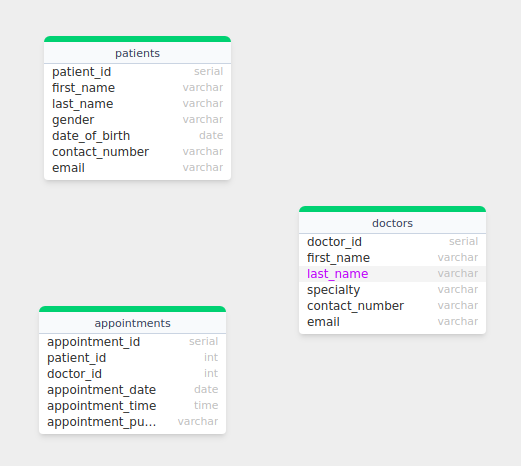 patients
patient_id serial
first_name varchar
last_name varchar
gender varchar
date_of_birth date
contact_number varchar
email varchar
doctors
doctor_id serial
first_name varchar
last_name varchar
specialty varchar
contact_number varchar
email varchar
appointments
appointment_id serial
patient_id int
doctor_id int
appointment_date date
appointment_time time
appointment_pu... varchar